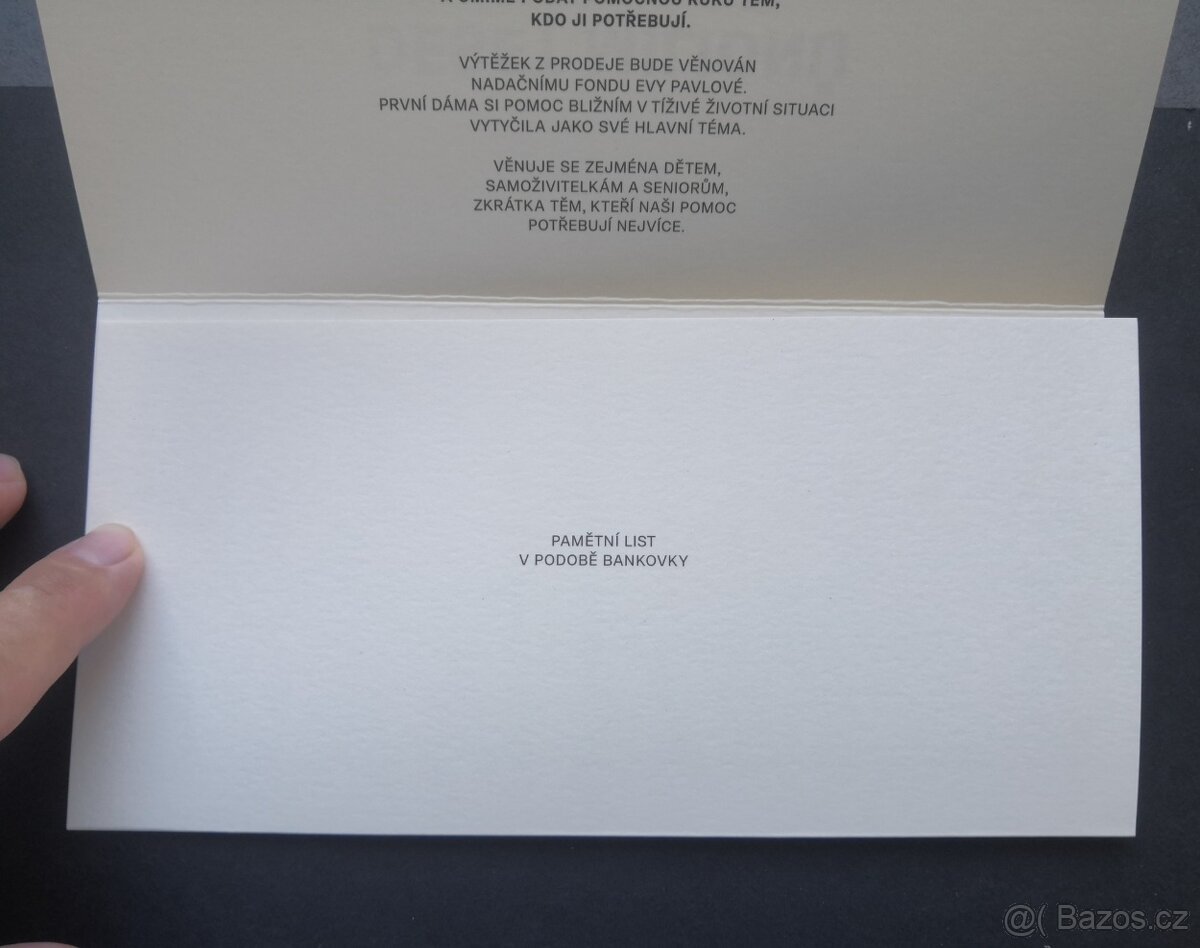 KDO JI POTŘEBUJÍ.
VÝTĚŽEK Z PRODEJE BUDE VĚNOVÁN
NADAČNÍMU FONDU EVY PAVLOVÉ.
PRVNÍ DÁMA SI POMOC BLIŽNÍM V TÍŽIVÉ ŽIVOTNÍ SITUACI
VYTYČILA JAKO SVÉ HLAVNÍ TÉMA.
VĚNUJE SE ZEJMÉNA DĚTEM,
SAMOŽIVITELKÁM A SENIORŮM,
ZKRÁTKA TĚM, KTEŘÍ NAŠI POMOC
POTŘEBUJÍ NEJVÍCE.
PAMĚTNÍ LIST
V PODOBĚ BANKOVKY
@( Bazos.cz